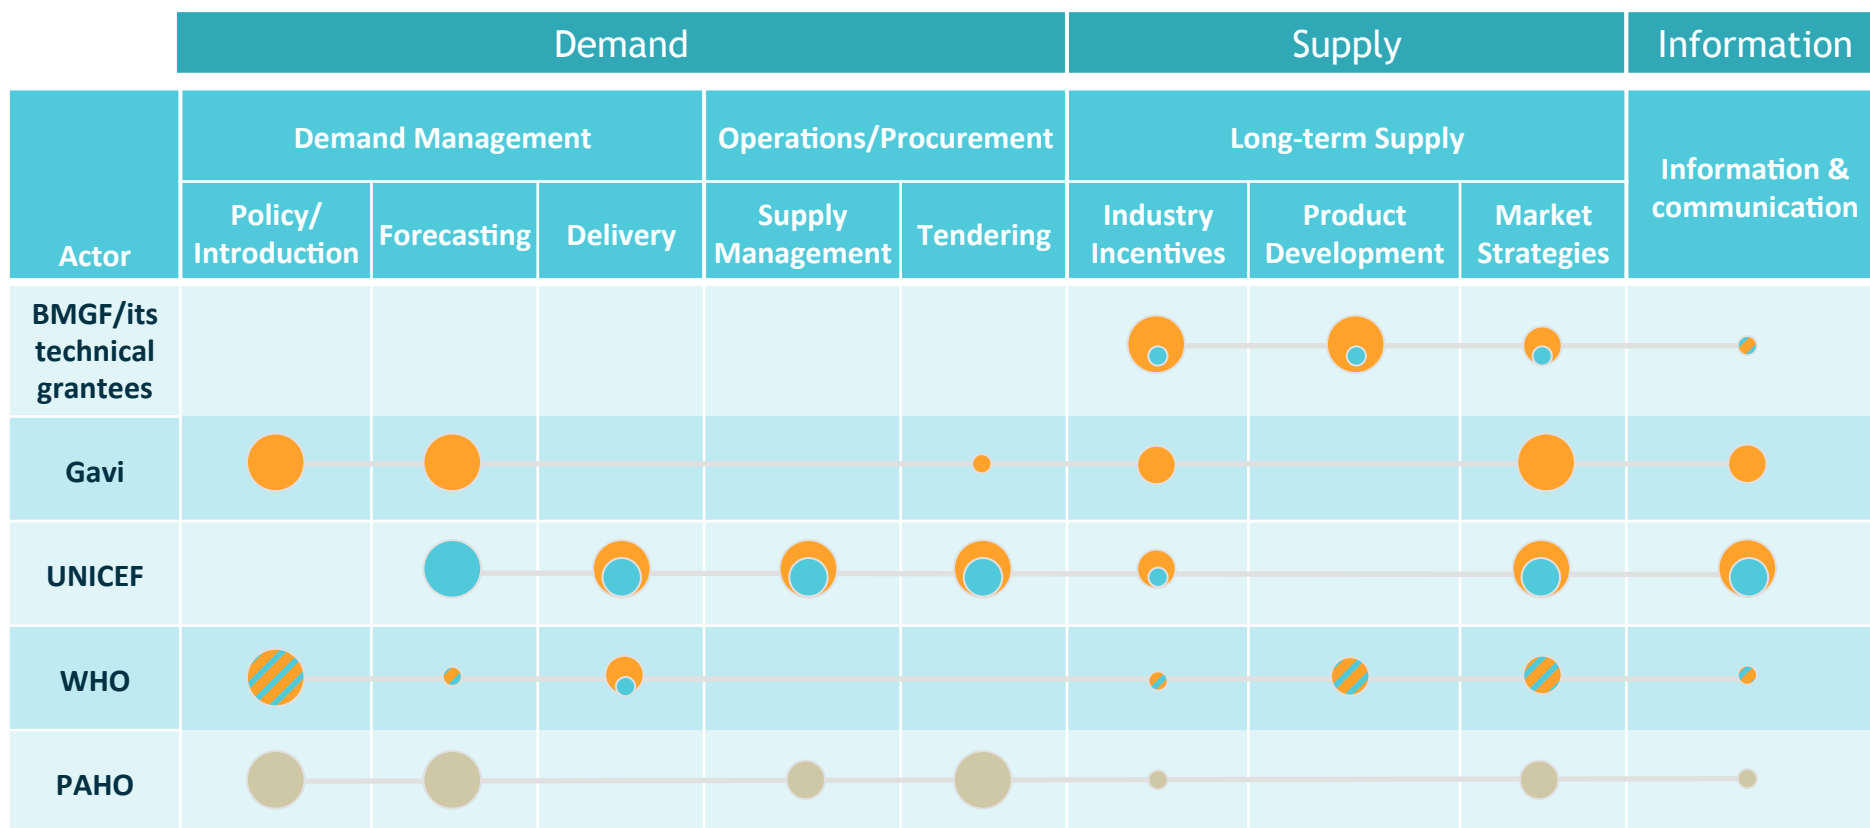 Demand
Supply
Information
Demand Management
Operations/Procurement
Long-term Supply
Information &
communication
Actor
Policy/
Introduction
Forecasting
Delivery
Supply
Management
Tendering
Industry
Incentives
Product
Development
Market
Strategies
BMGF/its
technical
grantees
Gavi
UNICEF
WHO
PAHO